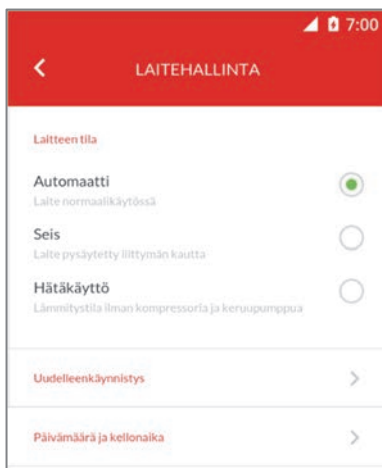 7:00
LAITEHALLINTA
Laitteen tila
Automaatti
Laite normaalikäytössä
Seis
Laite pysäytetty liittymän kautta
Hätäkäyttö
Lämmitystila ilman kompressoria ja keruupumppua
Uudelleenkäynnistys
Päivämäärä ja kellonaika